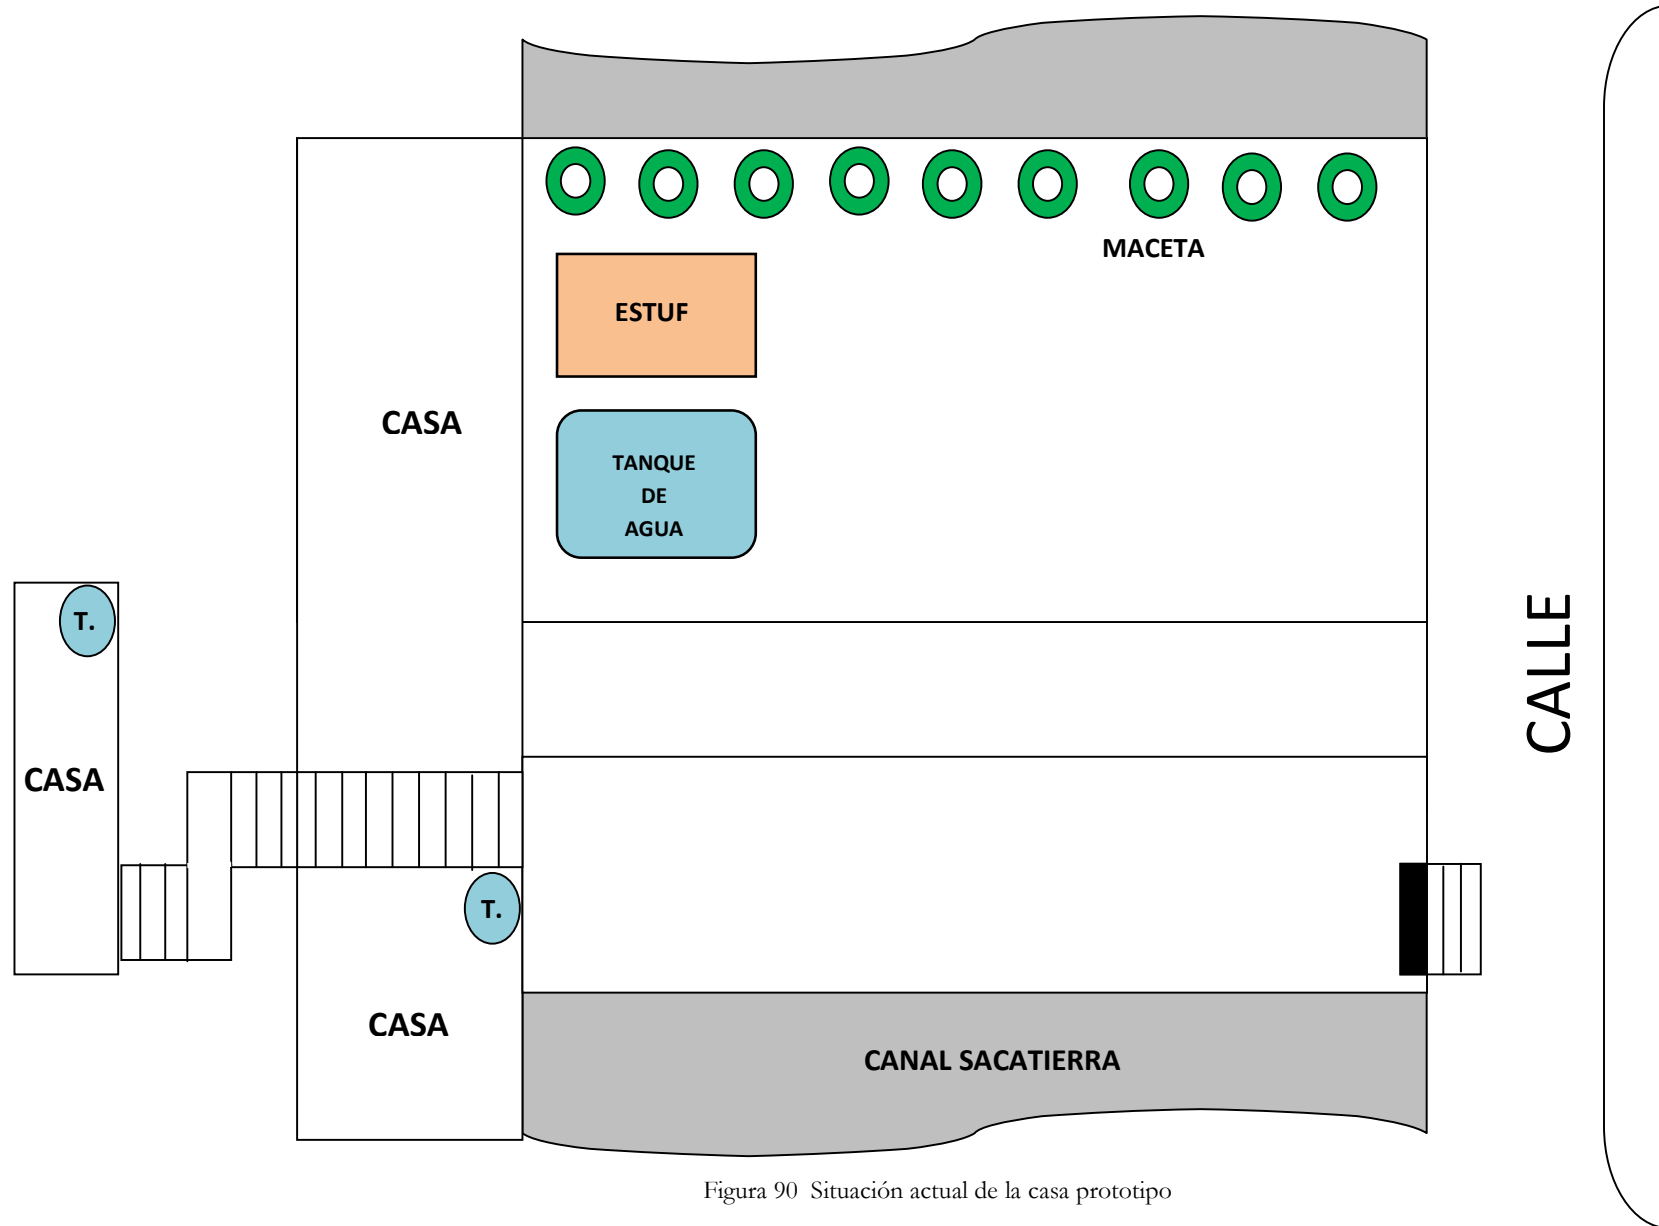 MACETA
ESTUF
CASA
TANQUE
DE
AGUA
T.
CALLE
CASA
T.
CASA
CANAL SACATIERRA
Figura 90 Situación actual de la casa prototipo